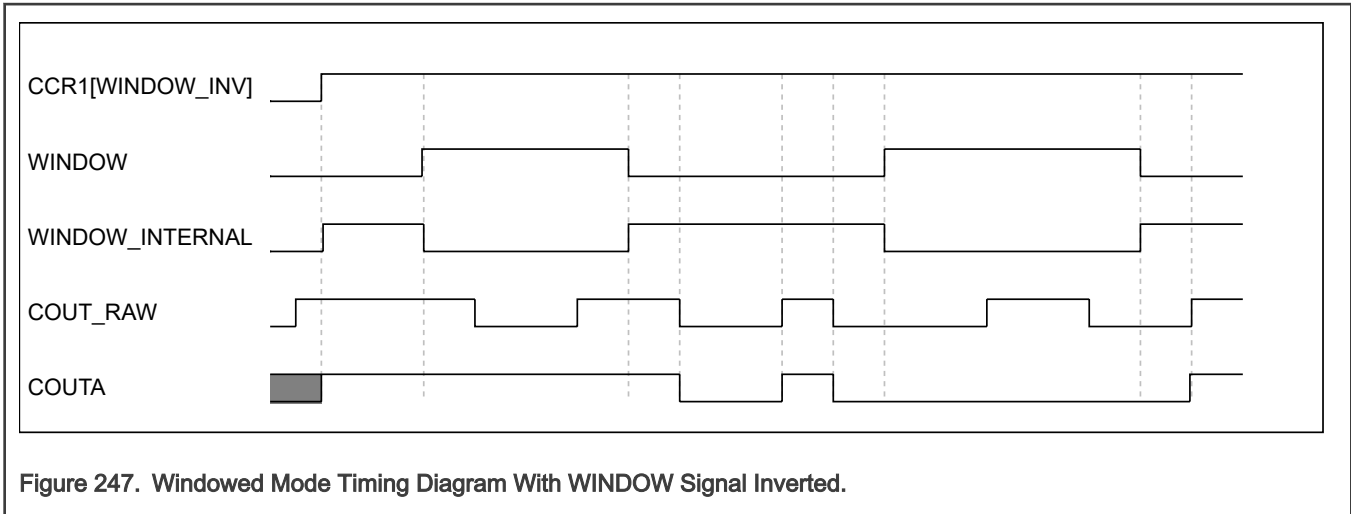 CCR1[WINDOW_INV]
WINDOW
WINDOW_INTERNAL
COUT_RAW
COUTA
Figure 247. Windowed Mode Timing Diagram With WINDOW Signal Inverted.